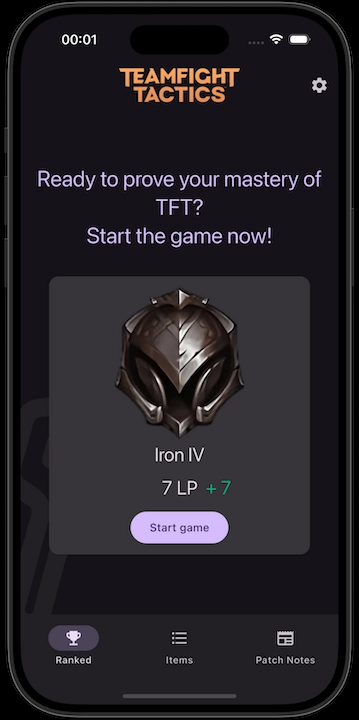 00:01
TEAMFIGHT
TACTICS
Ready to prove your mastery of
TFT?
Start the game now!
Iron IV
7 LP +7
Start game
Ranked
Items
Patch Notes